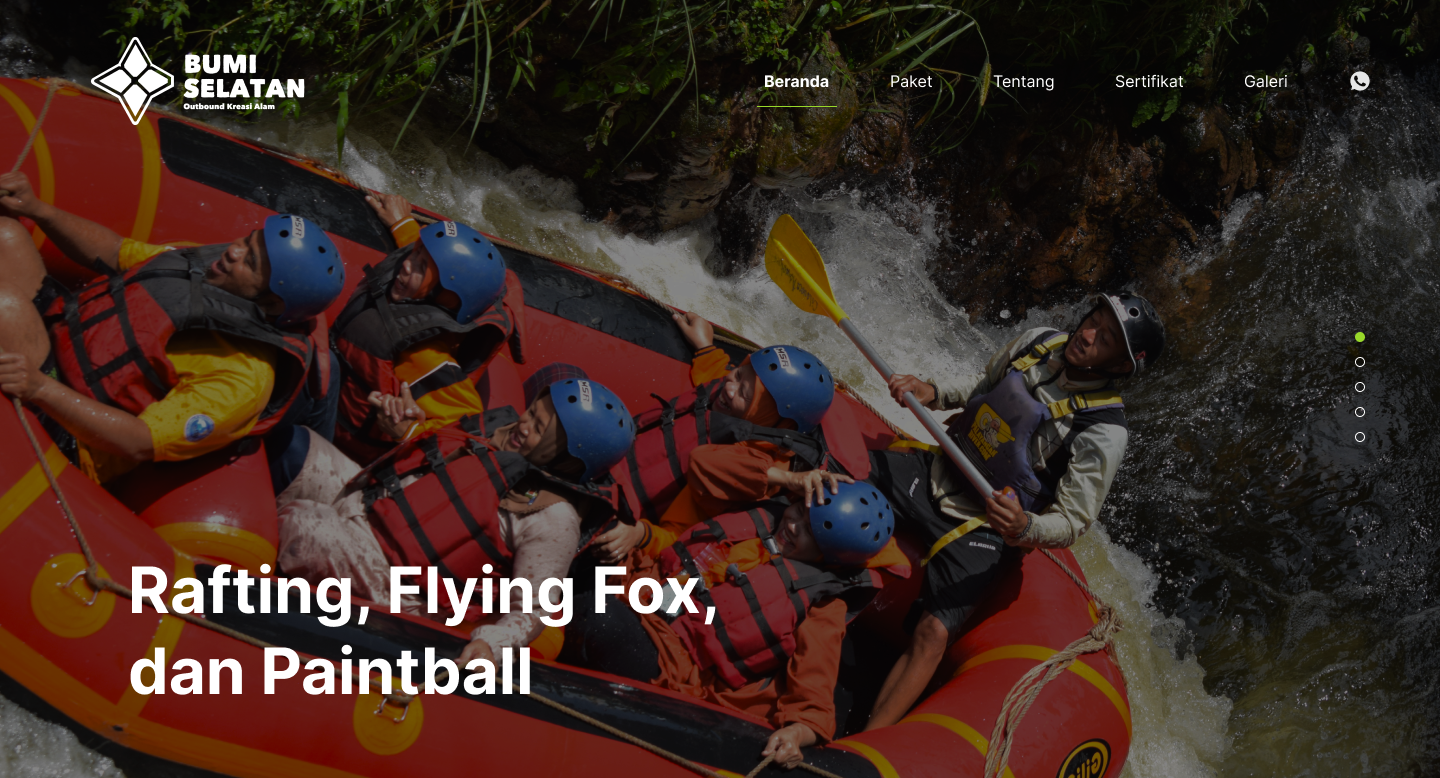 BUMI
SELATAN
Outbound Kreasi Alam
Beranda
Paket
Tentang
Sertifikat
Galeri
Rafting, Flying Fox,
dan Paintball